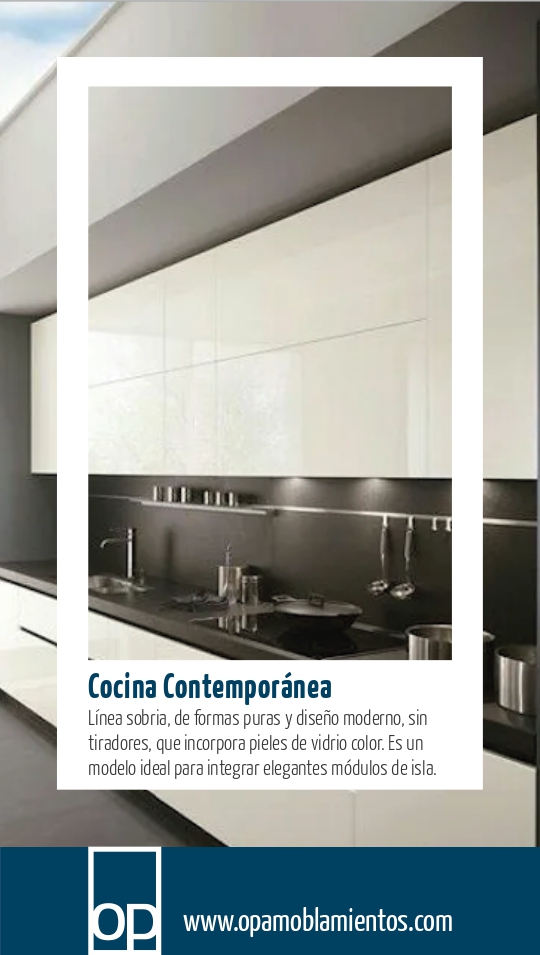 Cocina Contemporánea
Línea sobria, de formas puras y diseño moderno, sin
tiradores, que incorpora pieles de vidrio color. Es un
modelo ideal para integrar elegantes módulos de isla.
op
www.opamoblamientos.com